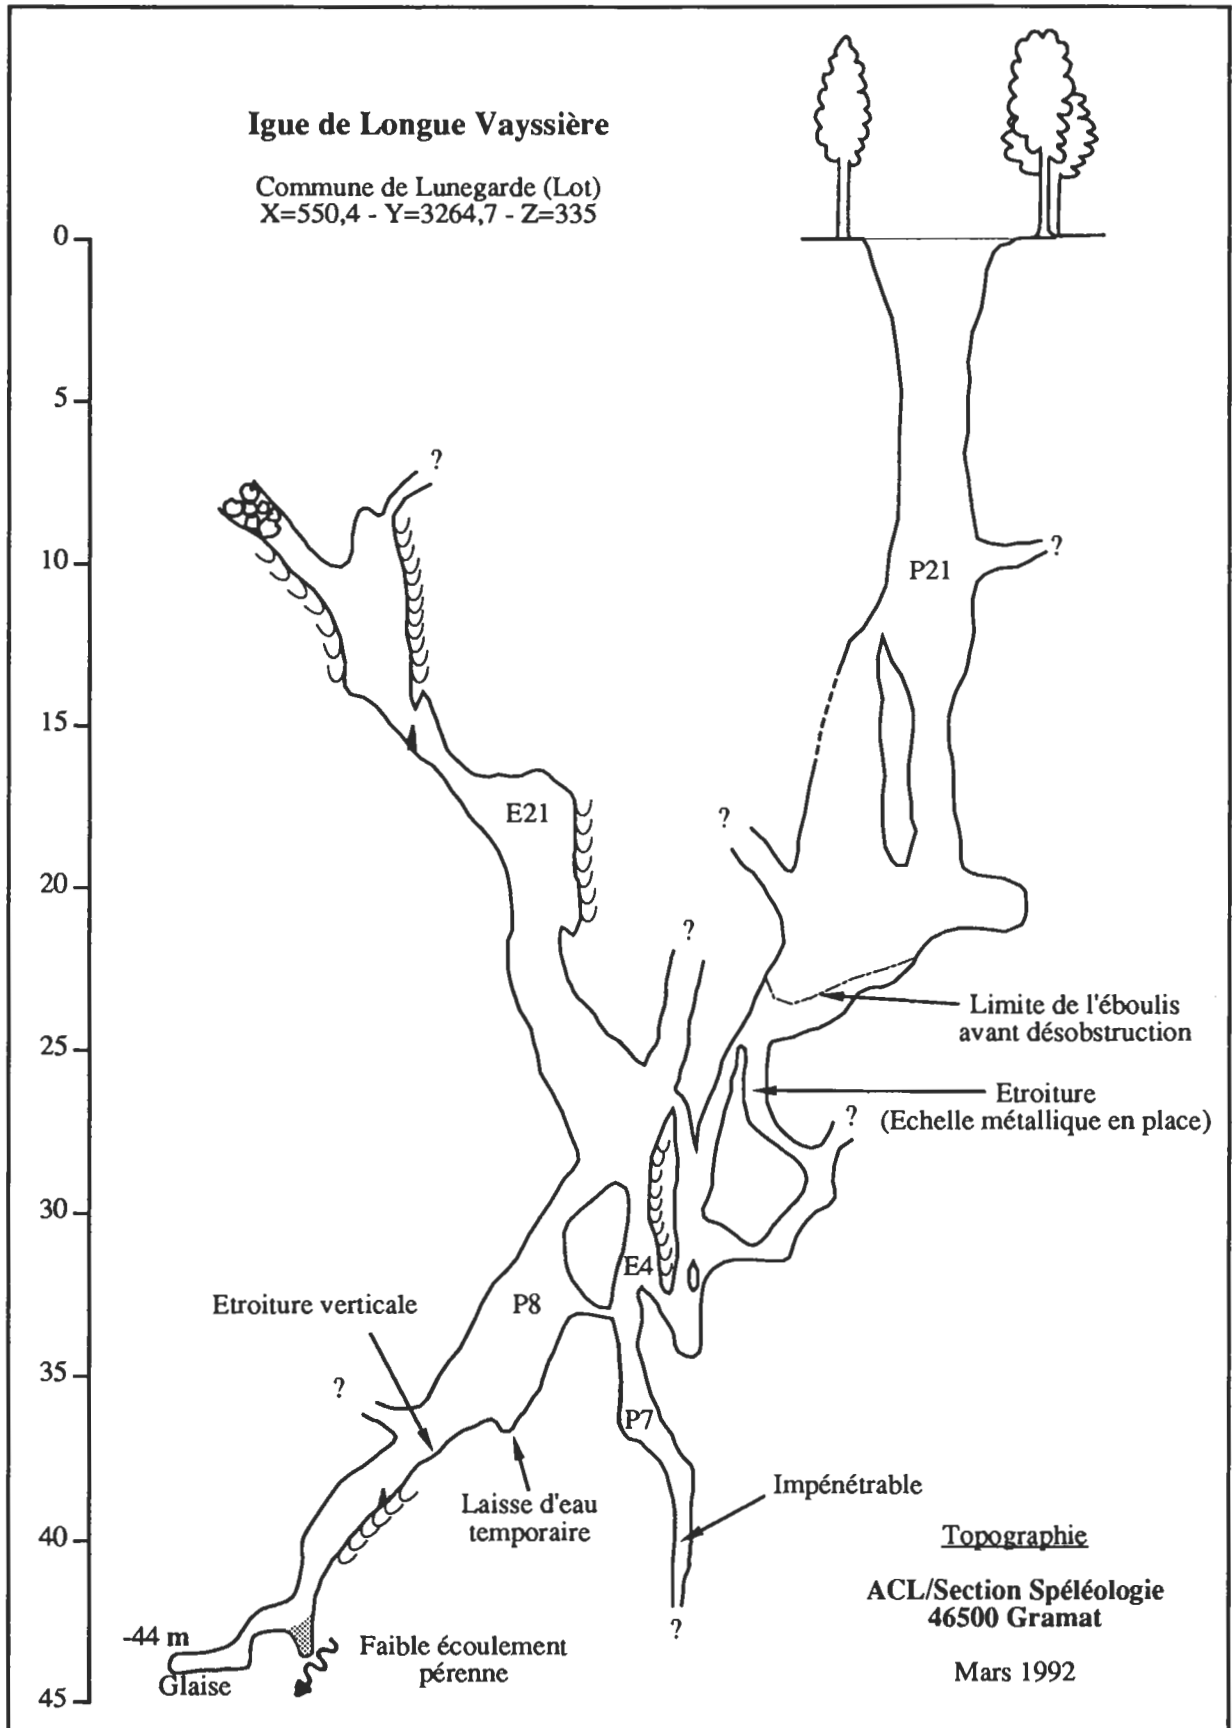 Igue de Longue Vayssière
Commune de Lunegarde (Lot)
X=550,4 - Y=3264,7 - Z=335
0
5
?
10
P21
?
15
E21
?
20
?
Limite de l'éboulis
avant désobstruction
25
Etroiture
(Echelle métallique en place)
?
30
E4
Etroiture verticale
P8
35
?
P7
Laisse d'eau
temporaire
Impénétrable
40
Topographie
ACL/Section Spéléologie
46500 Gramat
?
-44 m
Faible écoulement
pérenne
Mars 1992
Glaise
45